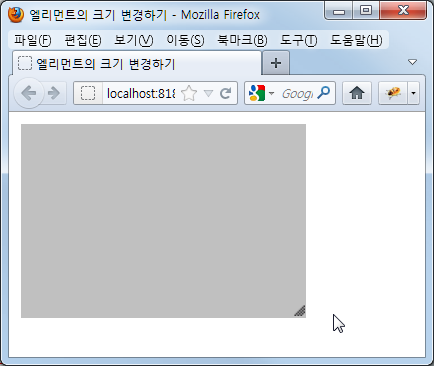 엘리먼트의 크기 변경하기 - Mozilla Firefox
파일(F) 편집(E) 보기(V) 이동(S) 북마크(B) 도구(T) 도움말(H)
엘리먼트의 크기 변경하기
localhost:818 Googl